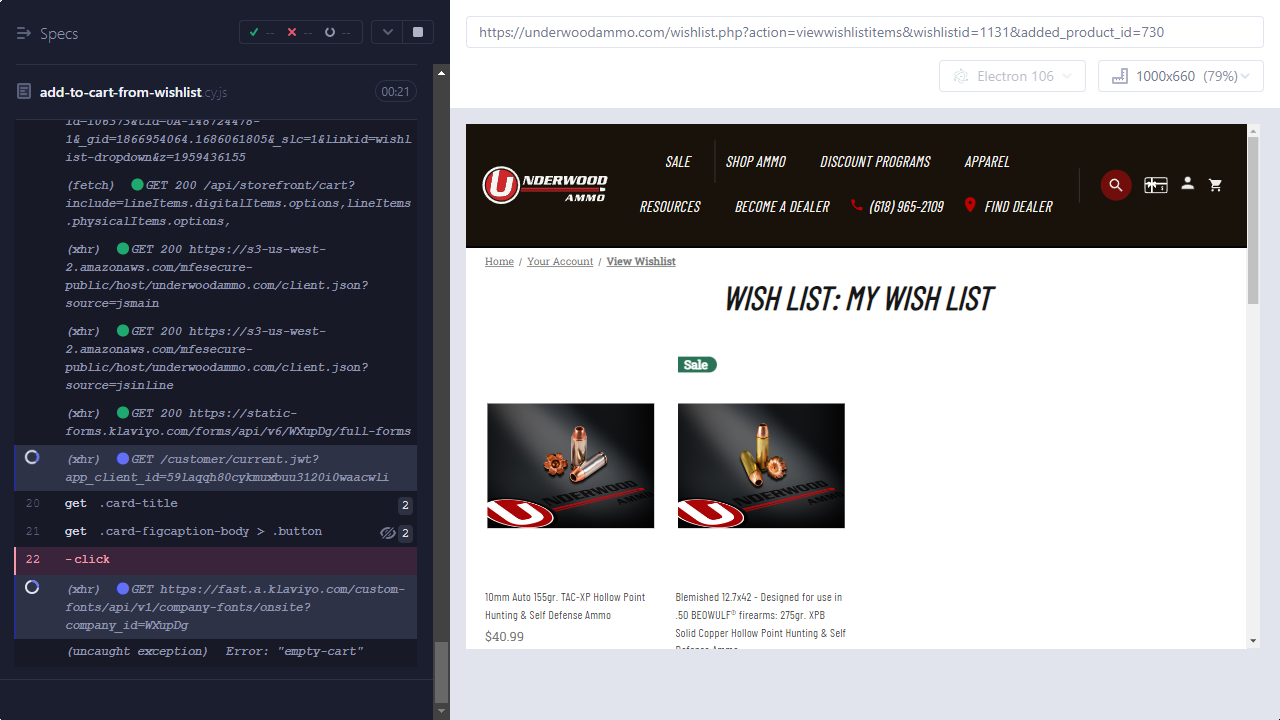 Specs
--
--
--
add-to-cart-from-wishlist.cy.js
00:21
id=106373&tid=UA-148724478-
1&_gid=1866954064.1686061805&_slc=1&linkid=wishl
ist-dropdown&z=1959436155
(fetch) GET 200 /api/storefront/cart?
include=lineItems.digitalItems.options,lineItems
.physicalItems.options,
(xhr) GET 200 https://s3-us-west-
2.amazonaws.com/mfesecure-
public/host/underwoodammo.com/client.json?
source=jsmain
(xhr) GET 200 https://s3-us-west-
2.amazonaws.com/mfesecure-
public/host/underwoodammo.com/client.json?
source=jsinline
(xhr) GET 200 https://static-
forms.klaviyo.com/forms/api/v6/WXupDg/full-forms
(xhr) GET /customer/current.jwt?
app_client_id=59laqqh80cykmuxbuu3120i0waacwli
20 get .card-title 2
21 get .card-figcaption-body > .button 2
22 -click
(xhr) GET https://fast.a.klaviyo.com/custom-
fonts/api/v1/company-fonts/onsite?
company_id=WXupDg
(uncaught exception) Error: "empty-cart"
https://underwoodammo.com/wishlist.php?action=viewwishlistitems&wishlistid=1131&added_product_id=730
Electron 106
1000x660 (79%)
UNDERWOOD
AMMO
SALE SHOP AMMO DISCOUNT PROGRAMS APPAREL
RESOURCES BECOME A DEALER (618) 965-2109 FIND DEALER
Home / Your Account / View Wishlist
WISH LIST: MY WISH LIST
Sale
UNDERWOOD
UNDERWOOD
10mm Auto 155gr. TAC-XP Hollow Point
Hunting & Self Defense Ammo
$40.99
Blemished 12.7x42 - Designed for use in
.50 BEOWULF® firearms: 275gr. XPB
Solid Copper Hollow Point Hunting & Self
Defense Ammo